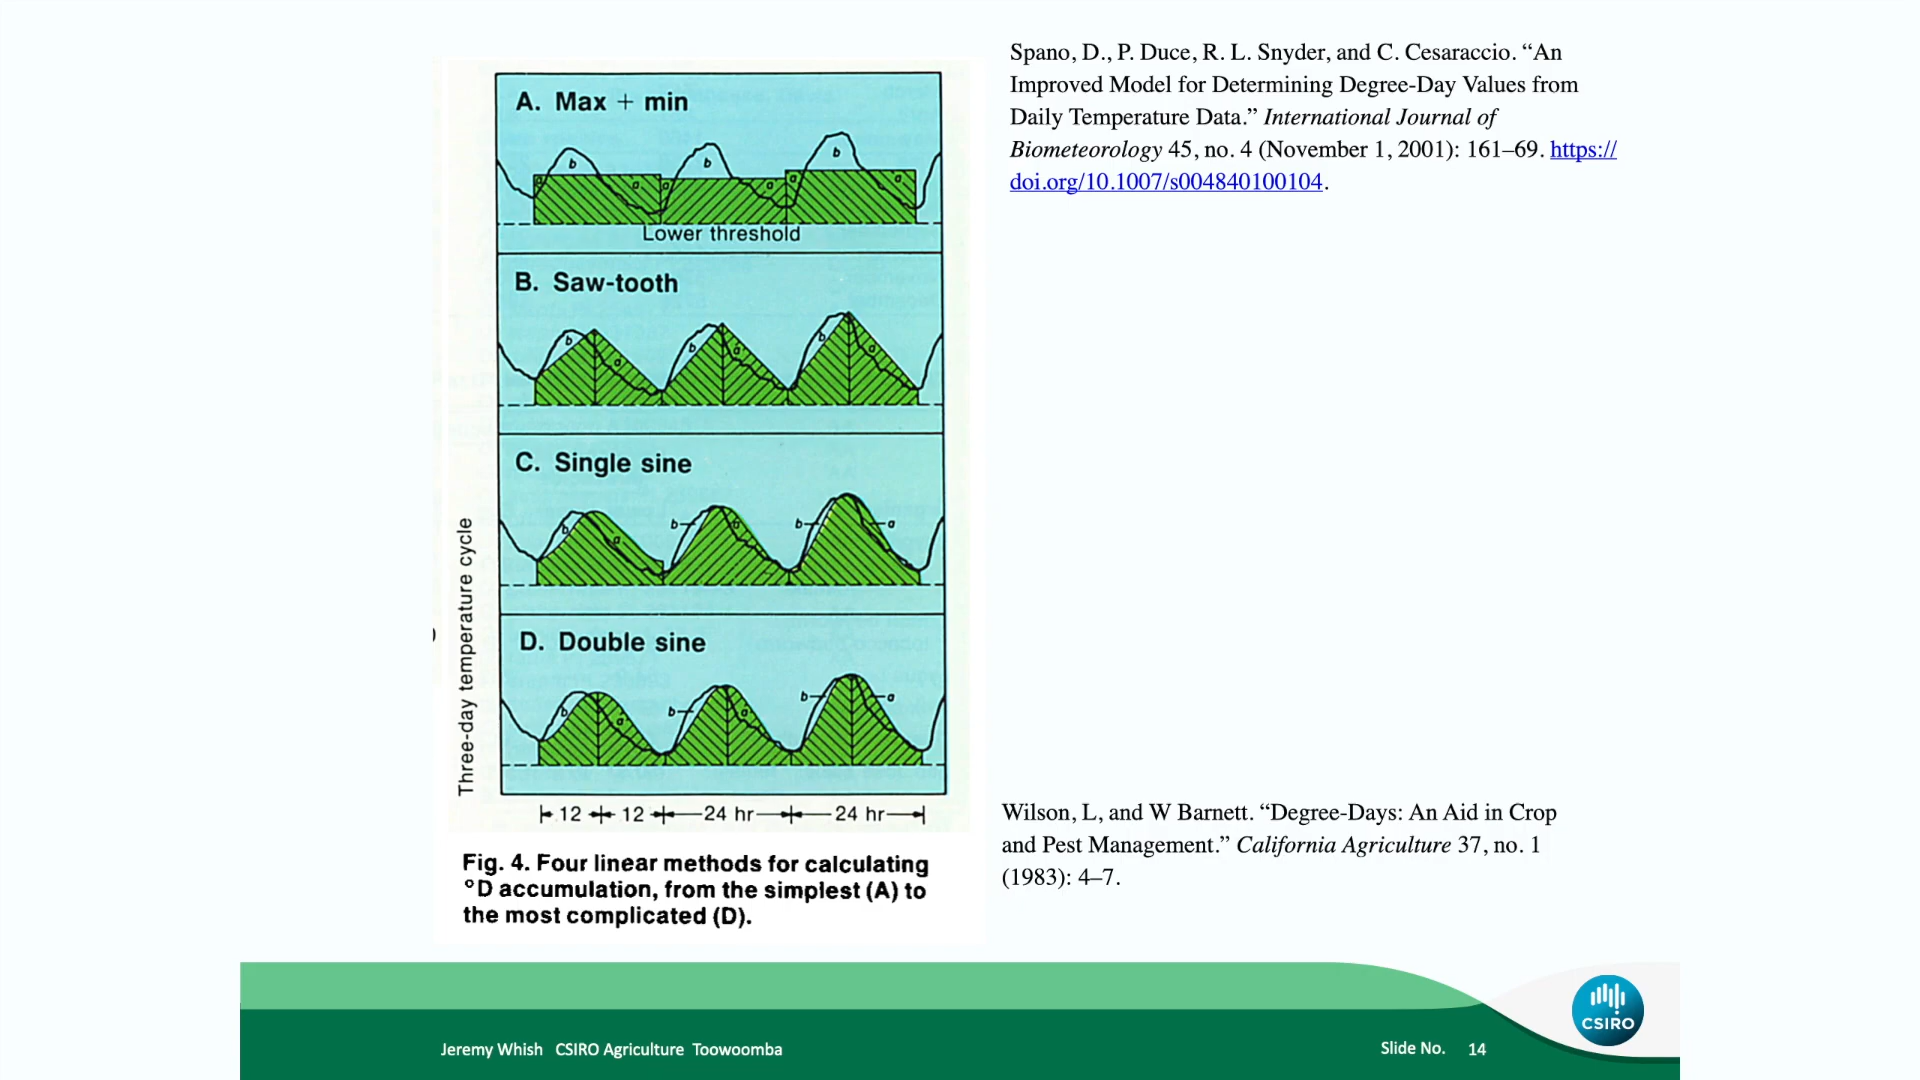 A. Max + min
b
b
b
a
a
a
a
a
a
Lower threshold
B. Saw-tooth
b
a
b
a
b
a
C. Single sine
b
a
b
a
b
a
D. Double sine
b
a
b
a
b
a
Three-day temperature cycle
12 12 24 hr 24 hr
Fig. 4. Four linear methods for calculating
°D accumulation, from the simplest (A) to
the most complicated (D).
Spano, D., P. Duce, R. L. Snyder, and C. Cesaraccio. “An
Improved Model for Determining Degree-Day Values from
Daily Temperature Data.” International Journal of
Biometeorology 45, no. 4 (November 1, 2001): 161–69. https://
doi.org/10.1007/s004840100104.
Wilson, L, and W Barnett. “Degree-Days: An Aid in Crop
and Pest Management.” California Agriculture 37, no. 1
(1983): 4–7.
Jeremy Whish CSIRO Agriculture Toowoomba
Slide No. 14
CSIRO